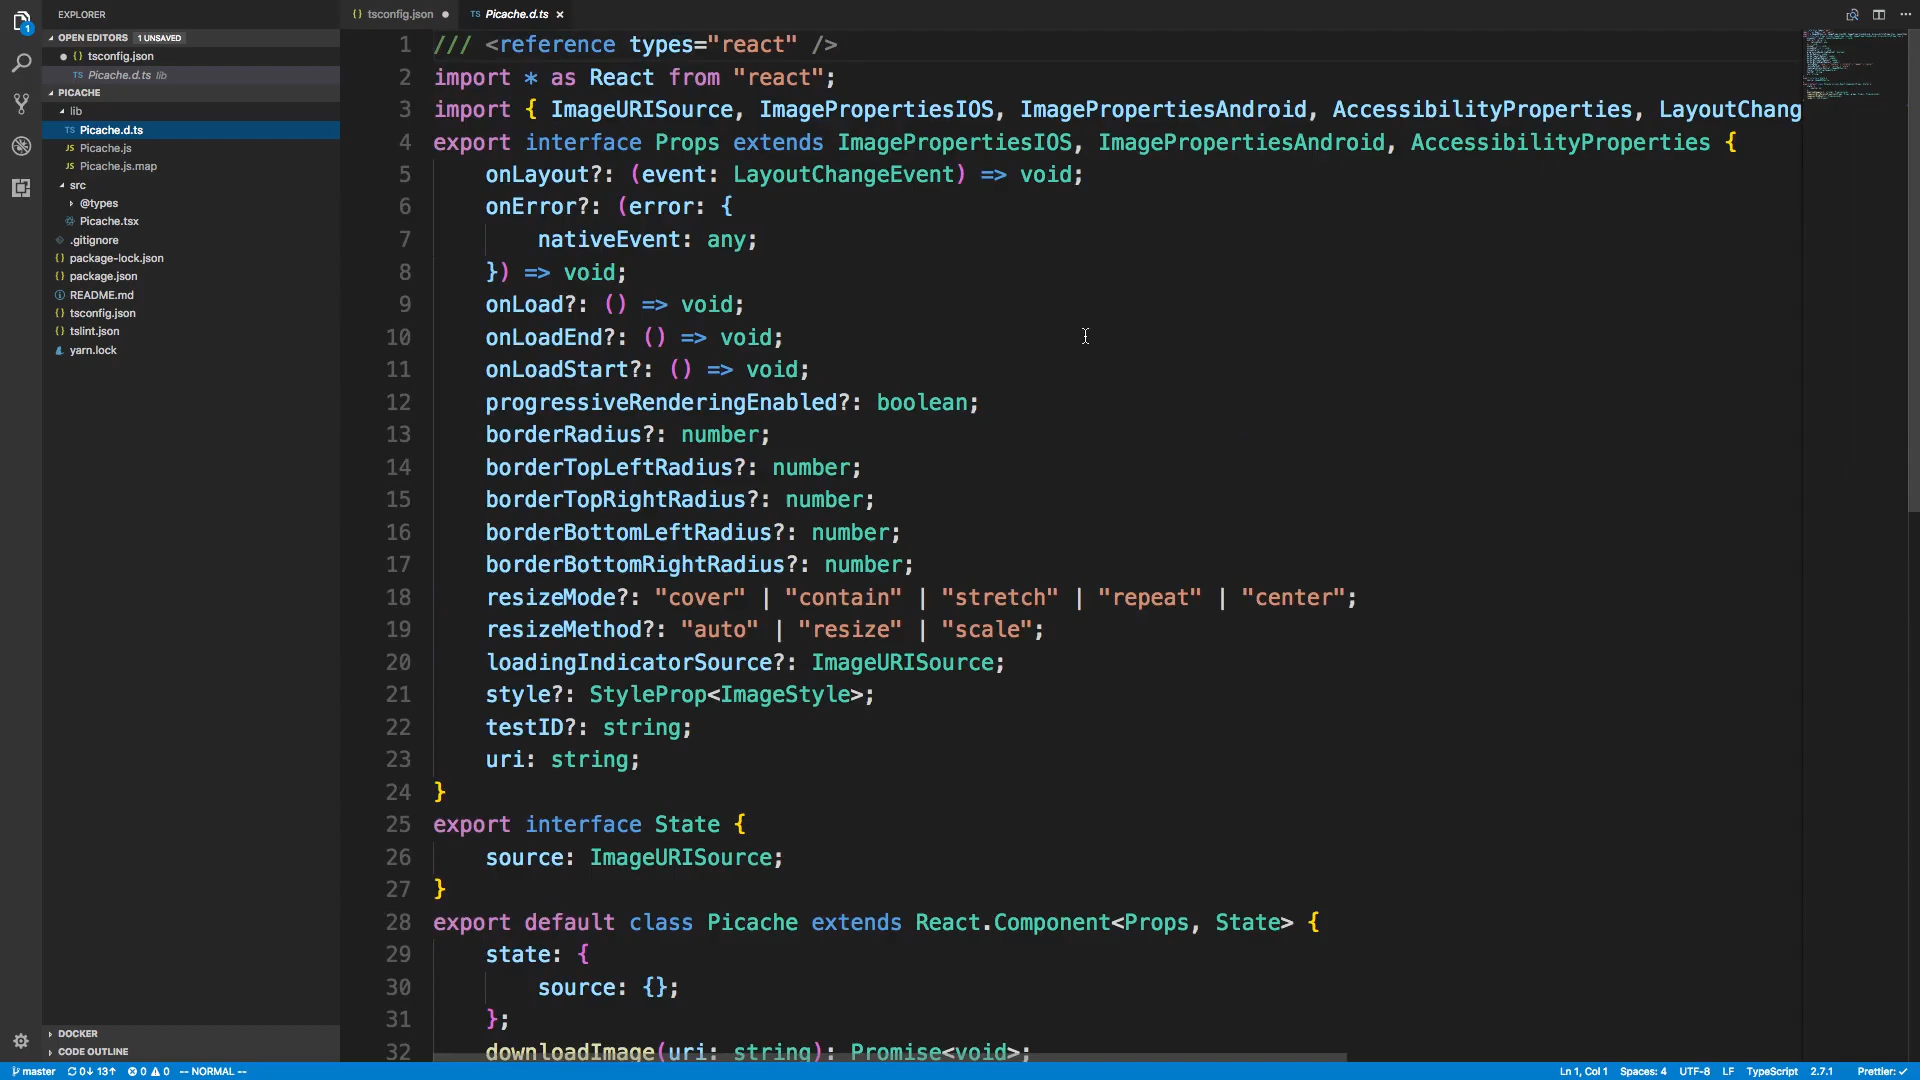 EXPLORER
OPEN EDITORS 1 UNSAVED
{} tsconfig.json
TS Picache.d.ts lib
PICACHE
lib
TS Picache.d.ts
JS Picache.js
JS Picache.js.map
src
@types
Picache.tsx
.gitignore
{} package-lock.json
{} package.json
README.md
{} tsconfig.json
{} tslint.json
yarn.lock
DOCKER
CODE OUTLINE
1
{} tsconfig.json
TS Picache.d.ts
1 /// <reference types="react" />
2 import * as React from "react";
3 import { ImageURISource, ImagePropertiesIOS, ImagePropertiesAndroid, AccessibilityProperties, LayoutChang
4 export interface Props extends ImagePropertiesIOS, ImagePropertiesAndroid, AccessibilityProperties {
5 onLayout?: (event: LayoutChangeEvent) => void;
6 onError?: (error: {
7 nativeEvent: any;
8 }) => void;
9 onLoad?: () => void;
10 onLoadEnd?: () => void;
11 onLoadStart?: () => void;
12 progressiveRenderingEnabled?: boolean;
13 borderRadius?: number;
14 borderTopLeftRadius?: number;
15 borderTopRightRadius?: number;
16 borderBottomLeftRadius?: number;
17 borderBottomRightRadius?: number;
18 resizeMode?: "cover" | "contain" | "stretch" | "repeat" | "center";
19 resizeMethod?: "auto" | "resize" | "scale";
20 loadingIndicatorSource?: ImageURISource;
21 style?: StyleProp<ImageStyle>;
22 testID?: string;
23 uri: string;
24 }
25 export interface State {
26 source: ImageURISource;
27 }
28 export default class Picache extends React.Component<Props, State> {
29 state: {
30 source: {};
31 };
32 downloadImage(uri: string): Promise<void>;
master 0↓ 13↑ 0 0 -- NORMAL --
Ln 1, Col 1 Spaces: 4 UTF-8 LF TypeScript 2.7.1 Prettier: ✓